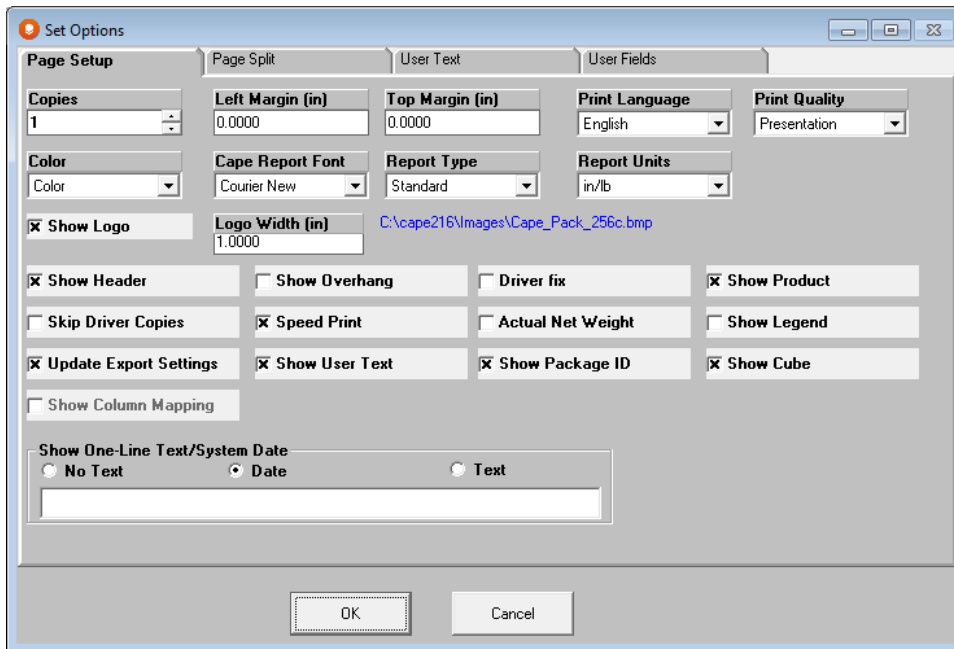 Set Options
Page Setup Page Split User Text User Fields
Copies Left Margin (in) Top Margin (in) Print Language Print Quality
1 0.0000 0.0000 English Presentation
Color Cape Report Font Report Type Report Units
Color Courier New Standard in/lb
Show Logo Logo Width (in) C:\cape216\Images\Cape_Pack_256c.bmp
1.0000
Show Header Show Overhang Driver fix Show Product
Skip Driver Copies Speed Print Actual Net Weight Show Legend
Update Export Settings Show User Text Show Package ID Show Cube
Show Column Mapping
Show One-Line Text/System Date
No Text Date Text
OK Cancel